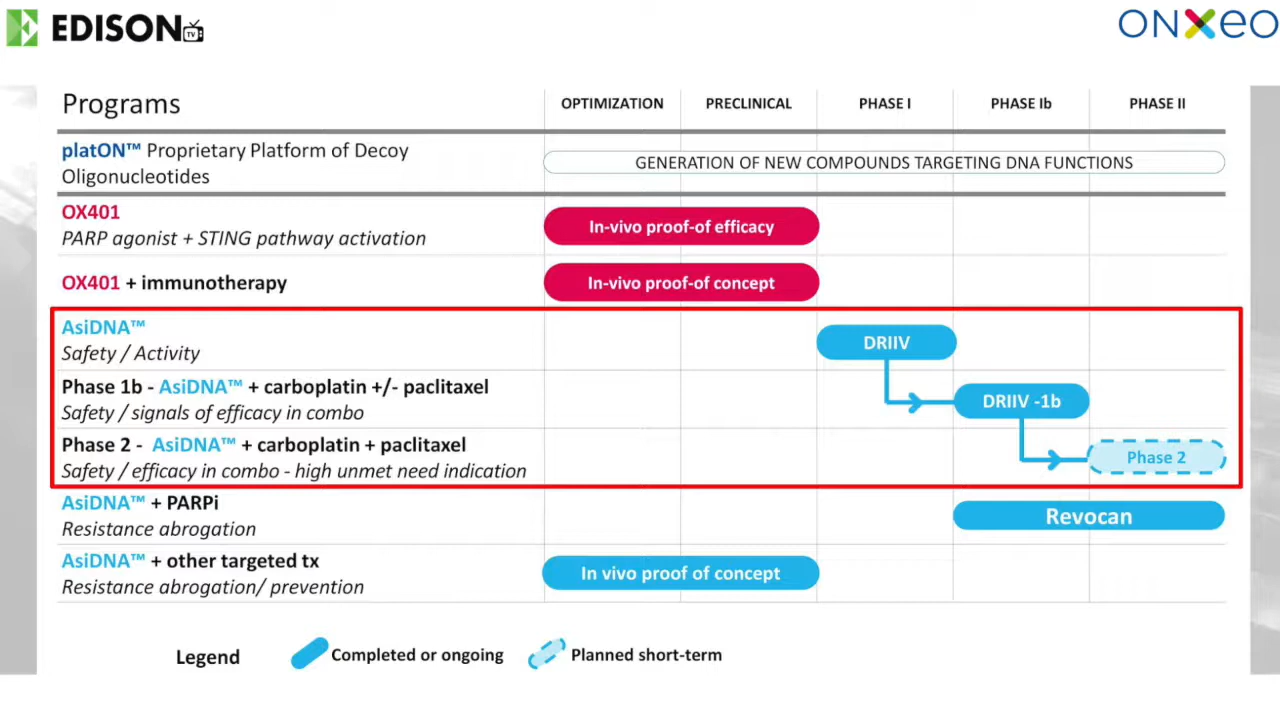 EDISON TV
ONXEO
Programs
OPTIMIZATION
PRECLINICAL
PHASE I
PHASE Ib
PHASE II
platON™ Proprietary Platform of Decoy
Oligonucleotides
GENERATION OF NEW COMPOUNDS TARGETING DNA FUNCTIONS
OX401
PARP agonist + STING pathway activation
In-vivo proof-of efficacy
OX401 + immunotherapy
In-vivo proof-of concept
AsiDNA™
Safety / Activity
DRIIV
Phase 1b - AsiDNA™ + carboplatin +/- paclitaxel
Safety / signals of efficacy in combo
DRIIV -1b
Phase 2 - AsiDNA™ + carboplatin + paclitaxel
Safety / efficacy in combo - high unmet need indication
Phase 2
AsiDNA™ + PARPi
Resistance abrogation
Revocan
AsiDNA™ + other targeted tx
Resistance abrogation/ prevention
In vivo proof of concept
Legend
Completed or ongoing
Planned short-term